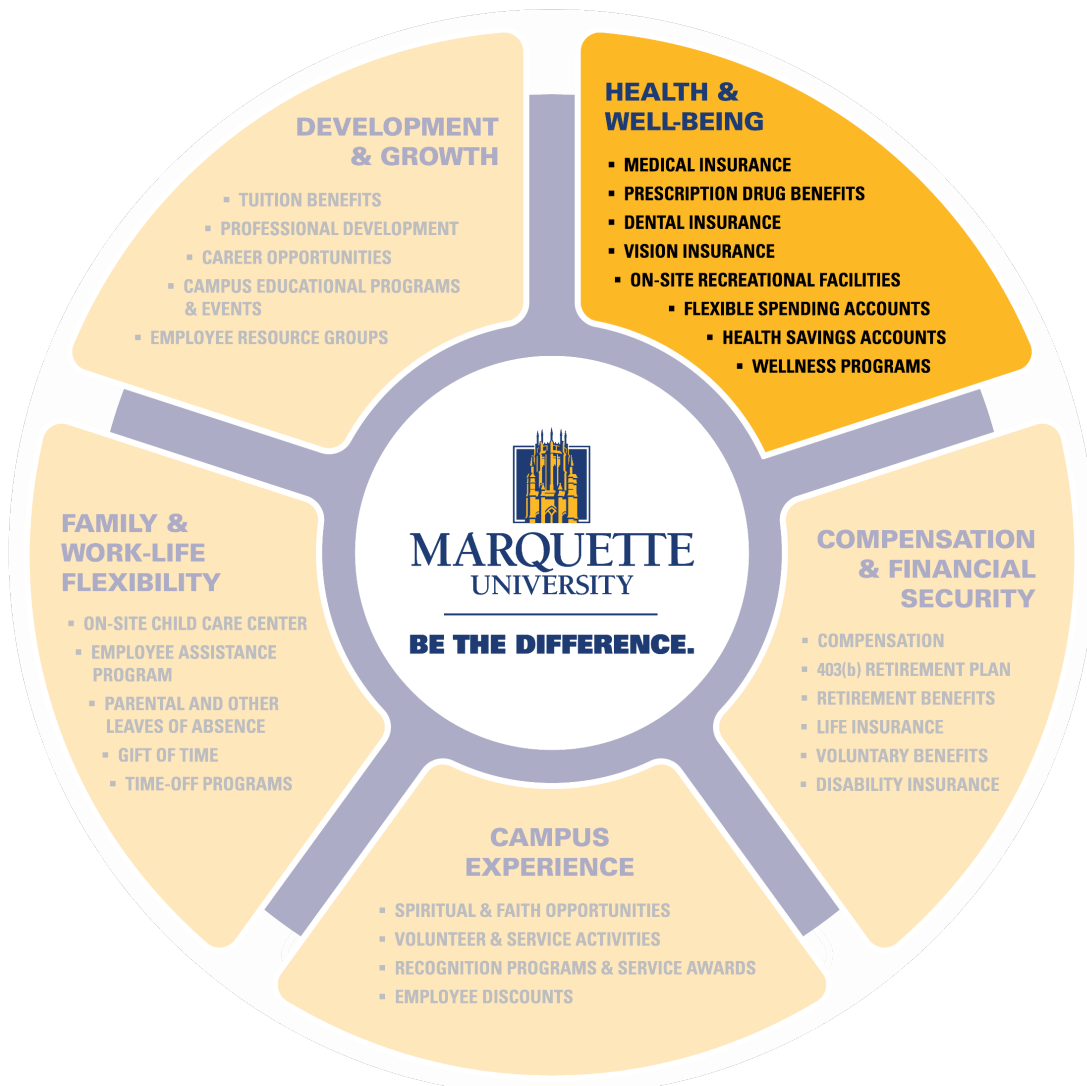 DEVELOPMENT
& GROWTH
▪ TUITION BENEFITS
▪ PROFESSIONAL DEVELOPMENT
▪ CAREER OPPORTUNITIES
▪ CAMPUS EDUCATIONAL PROGRAMS
& EVENTS
▪ EMPLOYEE RESOURCE GROUPS
HEALTH &
WELL-BEING
▪ MEDICAL INSURANCE
▪ PRESCRIPTION DRUG BENEFITS
▪ DENTAL INSURANCE
▪ VISION INSURANCE
▪ ON-SITE RECREATIONAL FACILITIES
▪ FLEXIBLE SPENDING ACCOUNTS
▪ HEALTH SAVINGS ACCOUNTS
▪ WELLNESS PROGRAMS
FAMILY &
WORK-LIFE
FLEXIBILITY
▪ ON-SITE CHILD CARE CENTER
▪ EMPLOYEE ASSISTANCE
PROGRAM
▪ PARENTAL AND OTHER
LEAVES OF ABSENCE
▪ GIFT OF TIME
▪ TIME-OFF PROGRAMS
MARQUETTE
UNIVERSITY
BE THE DIFFERENCE.
COMPENSATION
& FINANCIAL
SECURITY
▪ COMPENSATION
▪ 403(b) RETIREMENT PLAN
▪ RETIREMENT BENEFITS
▪ LIFE INSURANCE
▪ VOLUNTARY BENEFITS
▪ DISABILITY INSURANCE
CAMPUS
EXPERIENCE
▪ SPIRITUAL & FAITH OPPORTUNITIES
▪ VOLUNTEER & SERVICE ACTIVITIES
▪ RECOGNITION PROGRAMS & SERVICE AWARDS
▪ EMPLOYEE DISCOUNTS